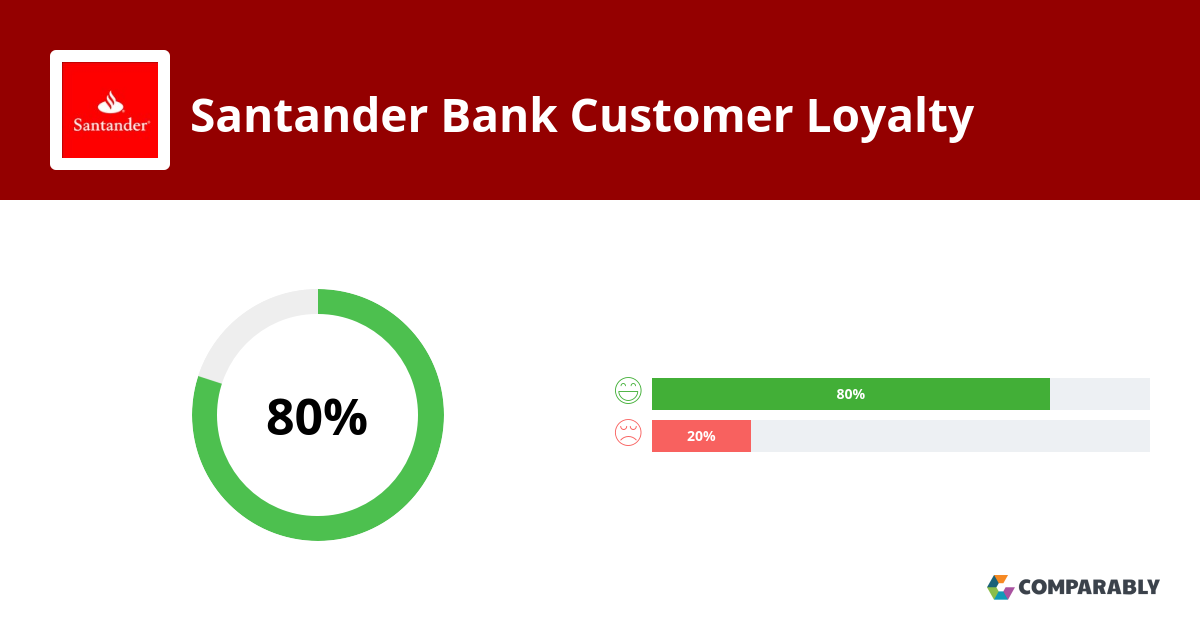 Santander
Santander Bank Customer Loyalty
80%
80%
20%
COMPARABLY